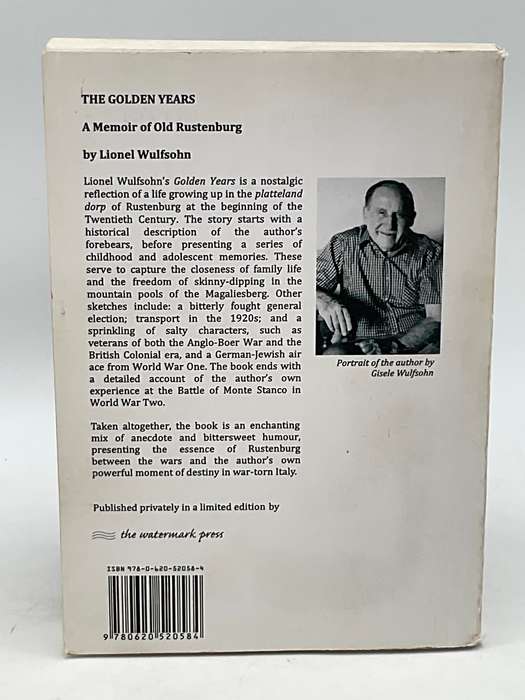 THE GOLDEN YEARS
A Memoir of Old Rustenburg
by Lionel Wulfsohn
Lionel Wulfsohn's Golden Years is a nostalgic
reflection of a life growing up in the platteland
dorp of Rustenburg at the beginning of the
Twentieth Century. The story starts with a
historical description of the author's
forebears, before presenting a series of
childhood and adolescent memories. These
serve to capture the closeness of family life
and the freedom of skinny-dipping in the
mountain pools of the Magaliesberg. Other
sketches include: a bitterly fought general
election; transport in the 1920s; and a
sprinkling of salty characters, such as
veterans of both the Anglo-Boer War and the
British Colonial era, and a German-Jewish air
ace from World War One. The book ends with
a detailed account of the author's own
experience at the Battle of Monte Stanco in
World War Two.
Taken altogether, the book is an enchanting
mix of anecdote and bittersweet humour,
presenting the essence of Rustenburg
between the wars and the author's own
powerful moment of destiny in war-torn Italy.
Portrait of the author by
Gisele Wulfsohn
Published privately in a limited edition by
the watermark press
ISBN 978-0-620-52058-4
9 780620 520584